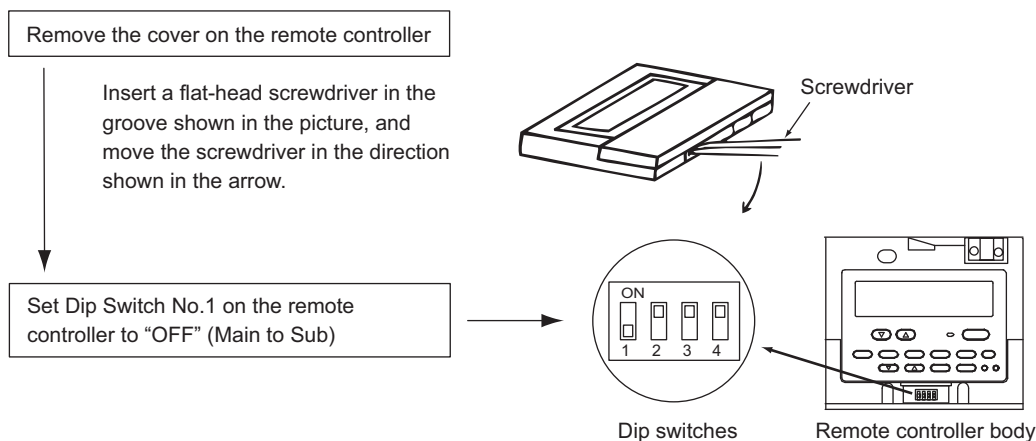 Remove the cover on the remote controller
Insert a flat-head screwdriver in the
groove shown in the picture, and
move the screwdriver in the direction
shown in the arrow.
Screwdriver
Set Dip Switch No.1 on the remote
controller to “OFF” (Main to Sub)
ON
1 2 3 4
Dip switches
Remote controller body